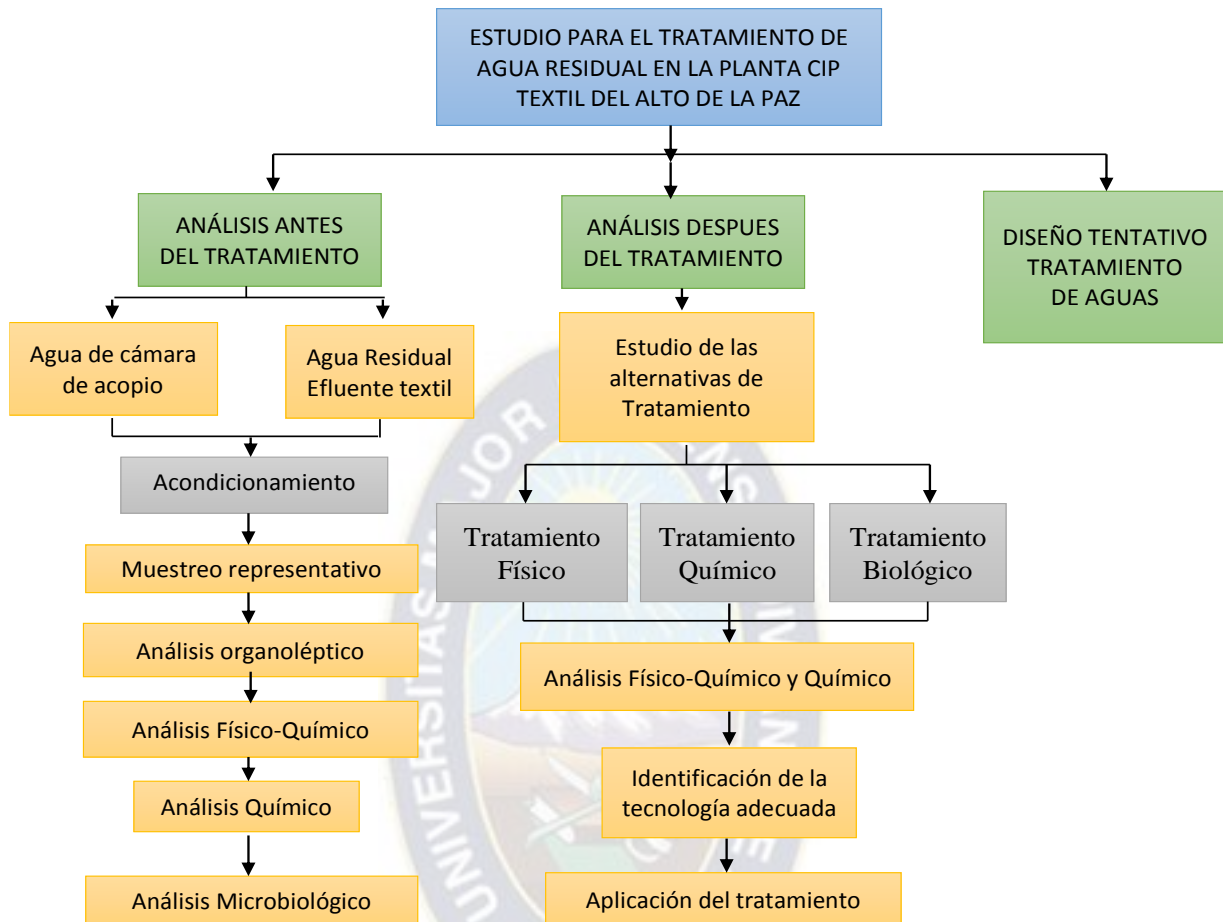 ESTUDIO PARA EL TRATAMIENTO DE
AGUA RESIDUAL EN LA PLANTA CIP
TEXTIL DEL ALTO DE LA PAZ
ANÁLISIS ANTES
DEL TRATAMIENTO
ANÁLISIS DESPUES
DEL TRATAMIENTO
DISEÑO TENTATIVO
TRATAMIENTO
DE AGUAS
Agua de cámara
de acopio
Agua Residual
Efluente textil
Estudio de las
alternativas de
Tratamiento
Acondicionamiento
Tratamiento
Físico
Tratamiento
Químico
Tratamiento
Biológico
Muestreo representativo
Análisis organoléptico
Análisis Físico-Químico y Químico
Análisis Físico-Químico
Identificación de la
tecnología adecuada
Análisis Químico
Análisis Microbiológico
Aplicación del tratamiento
UNIVERSITAS MAJOR